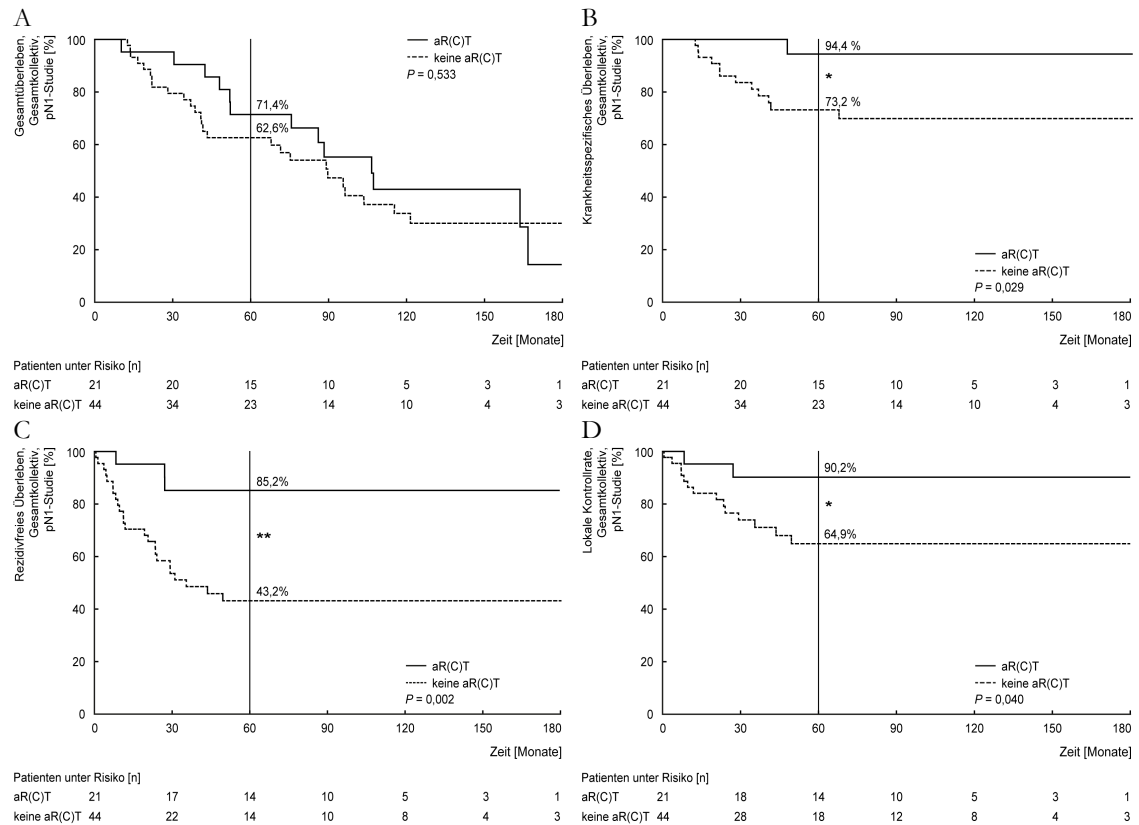 A
Gesamtüberleben,
Gesamtkollektiv,
pN1-Studie [%]
100
80
60
40
20
0
aR(C)T
keine aR(C)T
P = 0,533
71,4%
62,6%
0 30 60 90 120 150 180
Zeit [Monate]
Patienten unter Risiko [n]
aR(C)T 21 20 15 10 5 3 1
keine aR(C)T 44 34 23 14 10 4 3
B
Krankheitsspezifisches Überleben,
Gesamtkollektiv,
pN1-Studie [%]
100
80
60
40
20
0
94,4 %
*
73,2 %
aR(C)T
keine aR(C)T
P = 0,029
0 30 60 90 120 150 180
Zeit [Monate]
Patienten unter Risiko [n]
aR(C)T 21 20 15 10 5 3 1
keine aR(C)T 44 34 23 14 10 4 3
C
Rezidivfreies Überleben,
Gesamtkollektiv,
pN1-Studie [%]
100
80
60
40
20
0
85,2%
**
43,2%
aR(C)T
keine aR(C)T
P = 0,002
0 30 60 90 120 150 180
Zeit [Monate]
Patienten unter Risiko [n]
aR(C)T 21 17 14 10 5 3 1
keine aR(C)T 44 22 14 10 8 4 3
D
Lokale Kontrollrate,
Gesamtkollektiv,
pN1-Studie [%]
100
80
60
40
20
0
90,2%
*
64,9%
aR(C)T
keine aR(C)T
P = 0,040
0 30 60 90 120 150 180
Zeit [Monate]
Patienten unter Risiko [n]
aR(C)T 21 18 14 10 5 3 1
keine aR(C)T 44 28 18 12 8 4 3